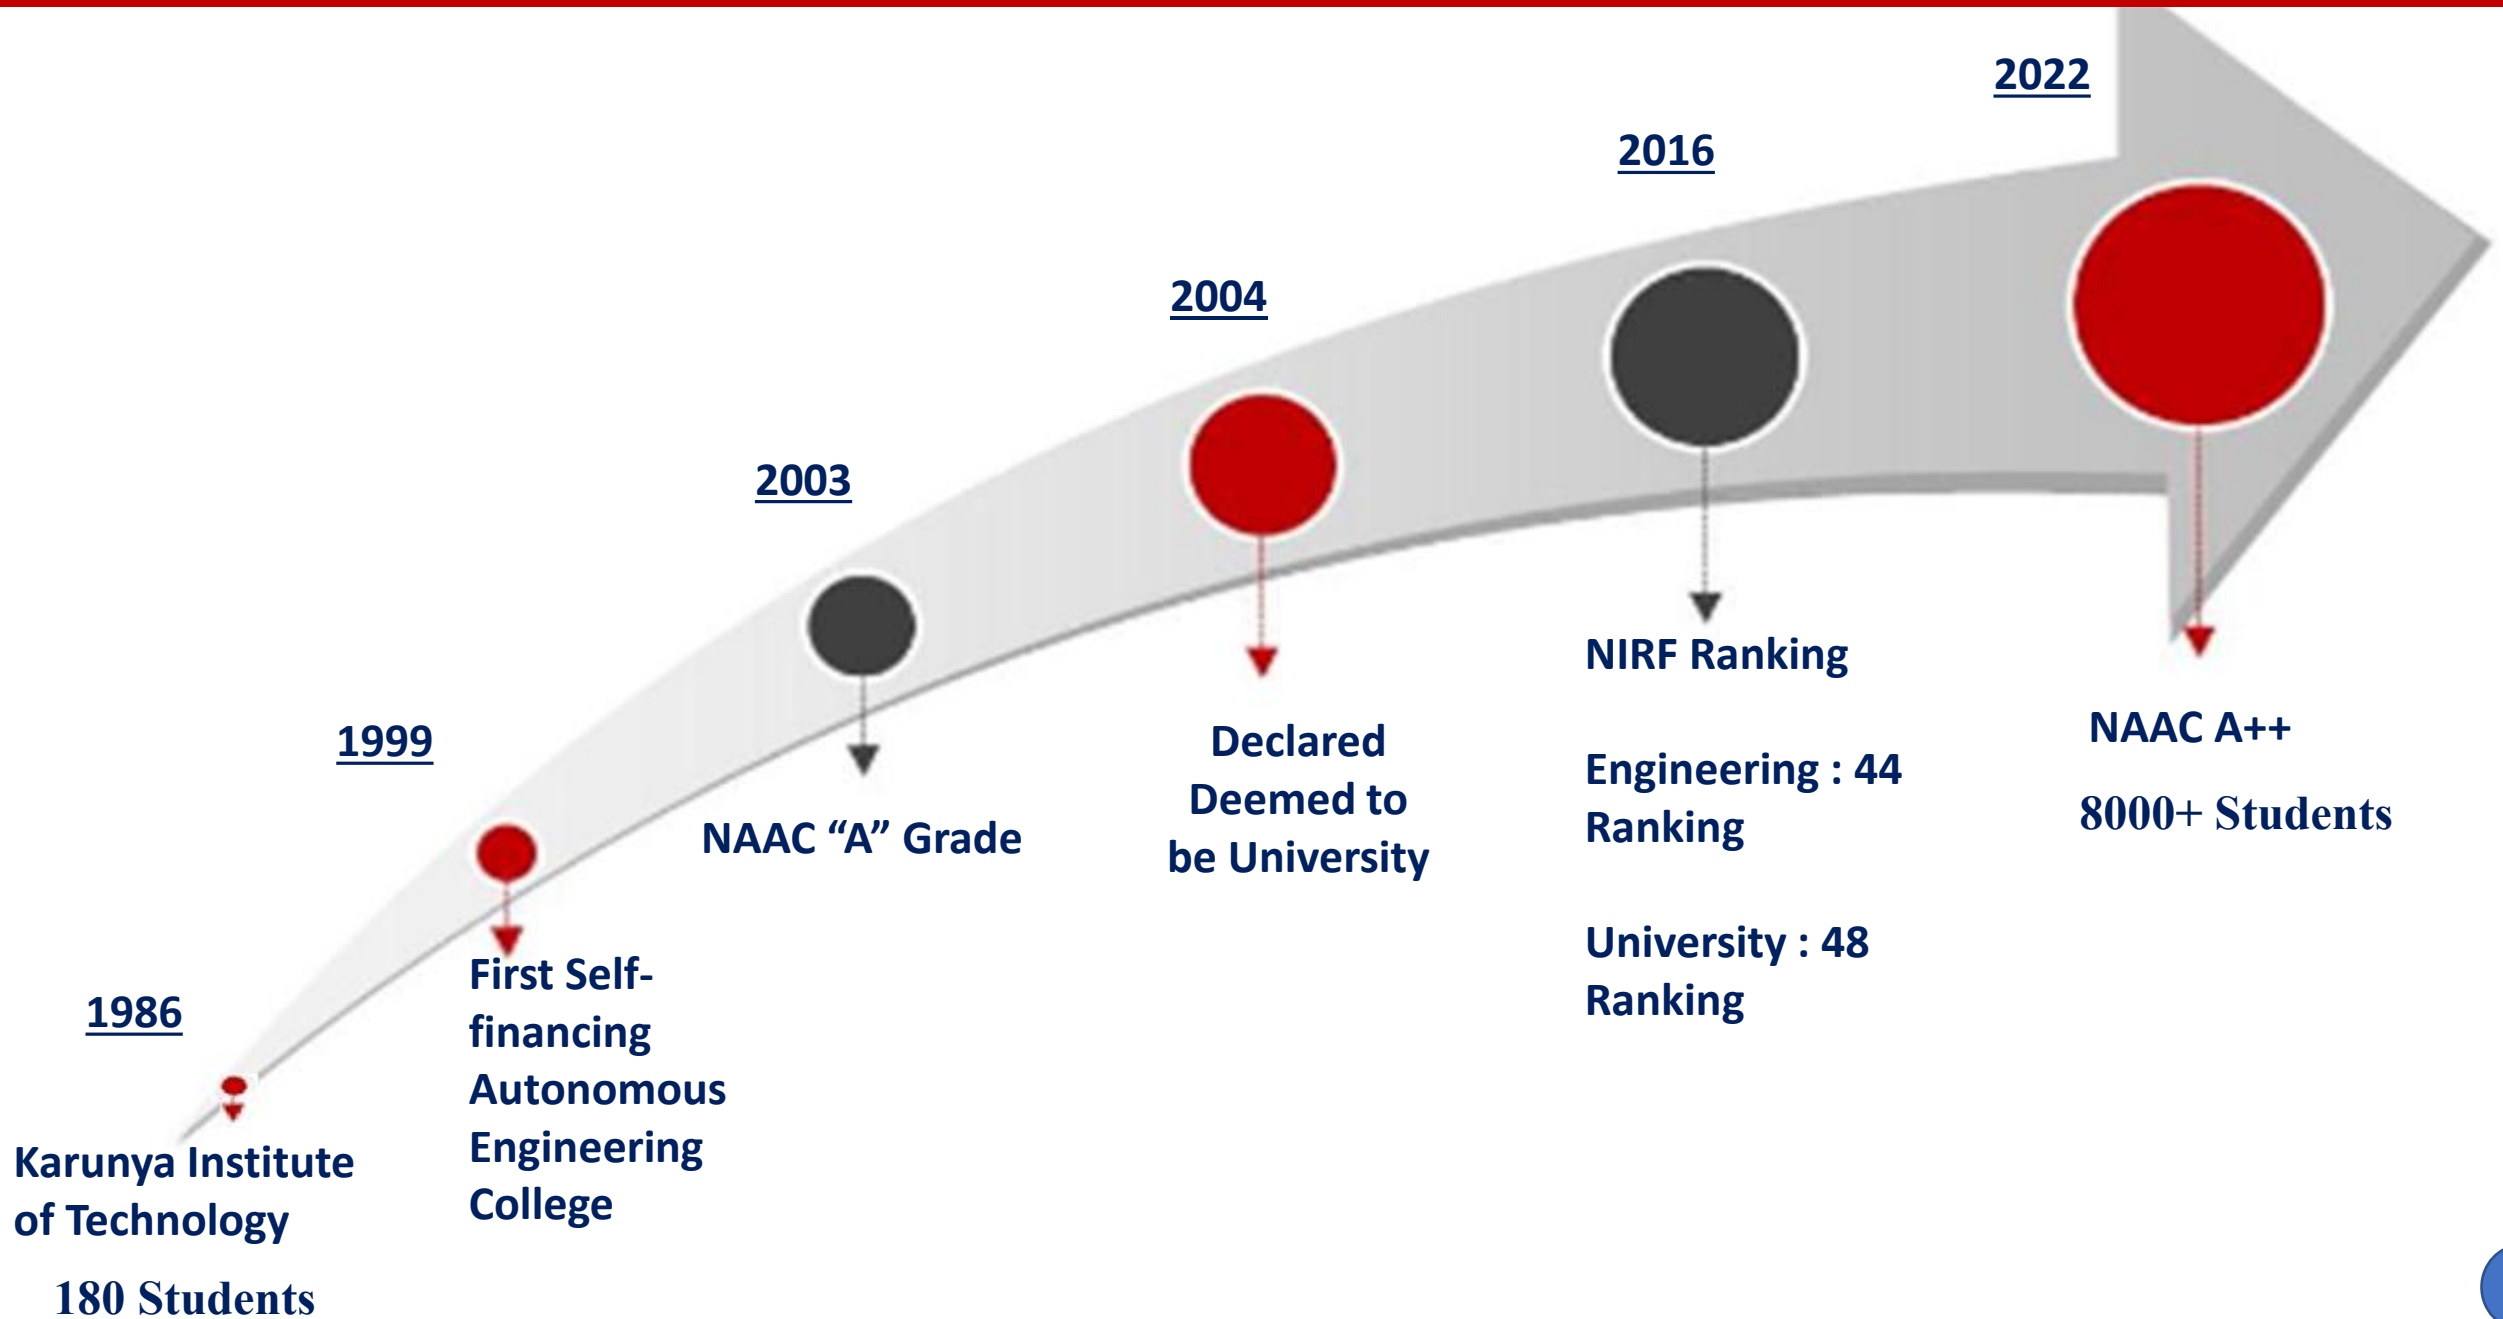 1986
Karunya Institute
of Technology
180 Students
1999
First Self-
financing
Autonomous
Engineering
College
2003
NAAC “A” Grade
2004
Declared
Deemed to
be University
2016
NIRF Ranking
Engineering : 44
Ranking
University : 48
Ranking
2022
NAAC A++
8000+ Students